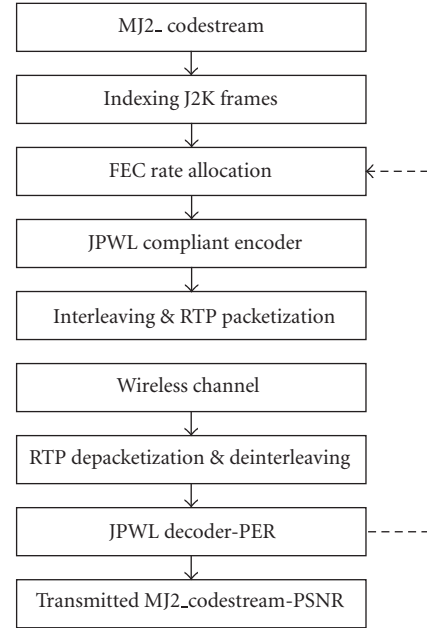 MJ2_ codestream
Indexing J2K frames
FEC rate allocation
JPWL compliant encoder
Interleaving & RTP packetization
Wireless channel
RTP depacketization & deinterleaving
JPWL decoder-PER
Transmitted MJ2_codestream-PSNR